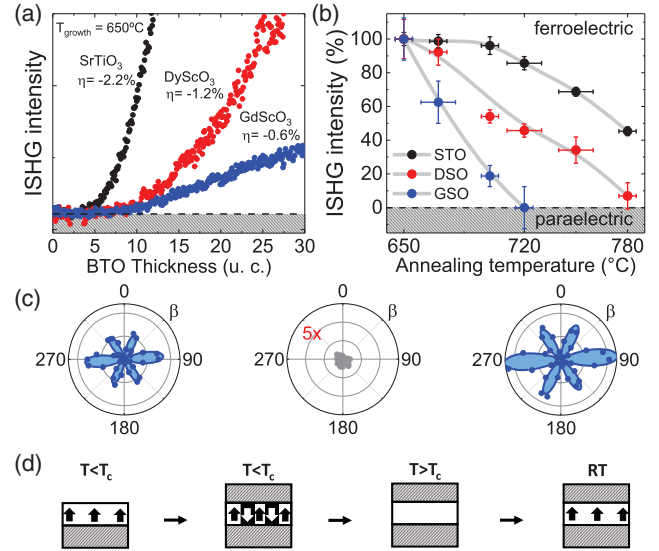 (a)
T growth = 650ºC
SrTiO3
η= -2.2%
DyScO3
η= -1.2%
GdScO3
η= -0.6%
ISHG intensity
0 5 10 15 20 25 30
BTO Thickness (u. c.)
(b)
ferroelectric
100
80
60
40
20
0
ISHG intensity (%)
STO
DSO
GSO
paraelectric
650 720 780
Annealing temperature (°C)
(c)
0 β
270 90
180
0 β
5x
270 90
180
0 β
270 90
180
(d)
T<Tc T<Tc T>Tc RT